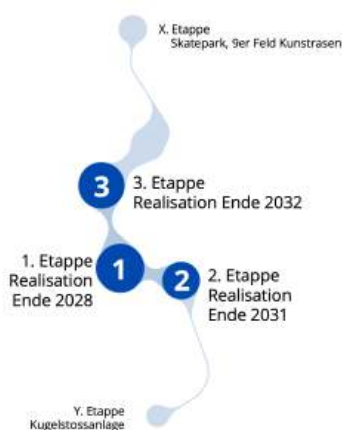 X. Etappe
Skatepark, 9er Feld Kunstrasen
3
3. Etappe
Realisation Ende 2032
1. Etappe
Realisation
Ende 2028
1
2
2. Etappe
Realisation
Ende 2031
Y. Etappe
Kugelstossanlage